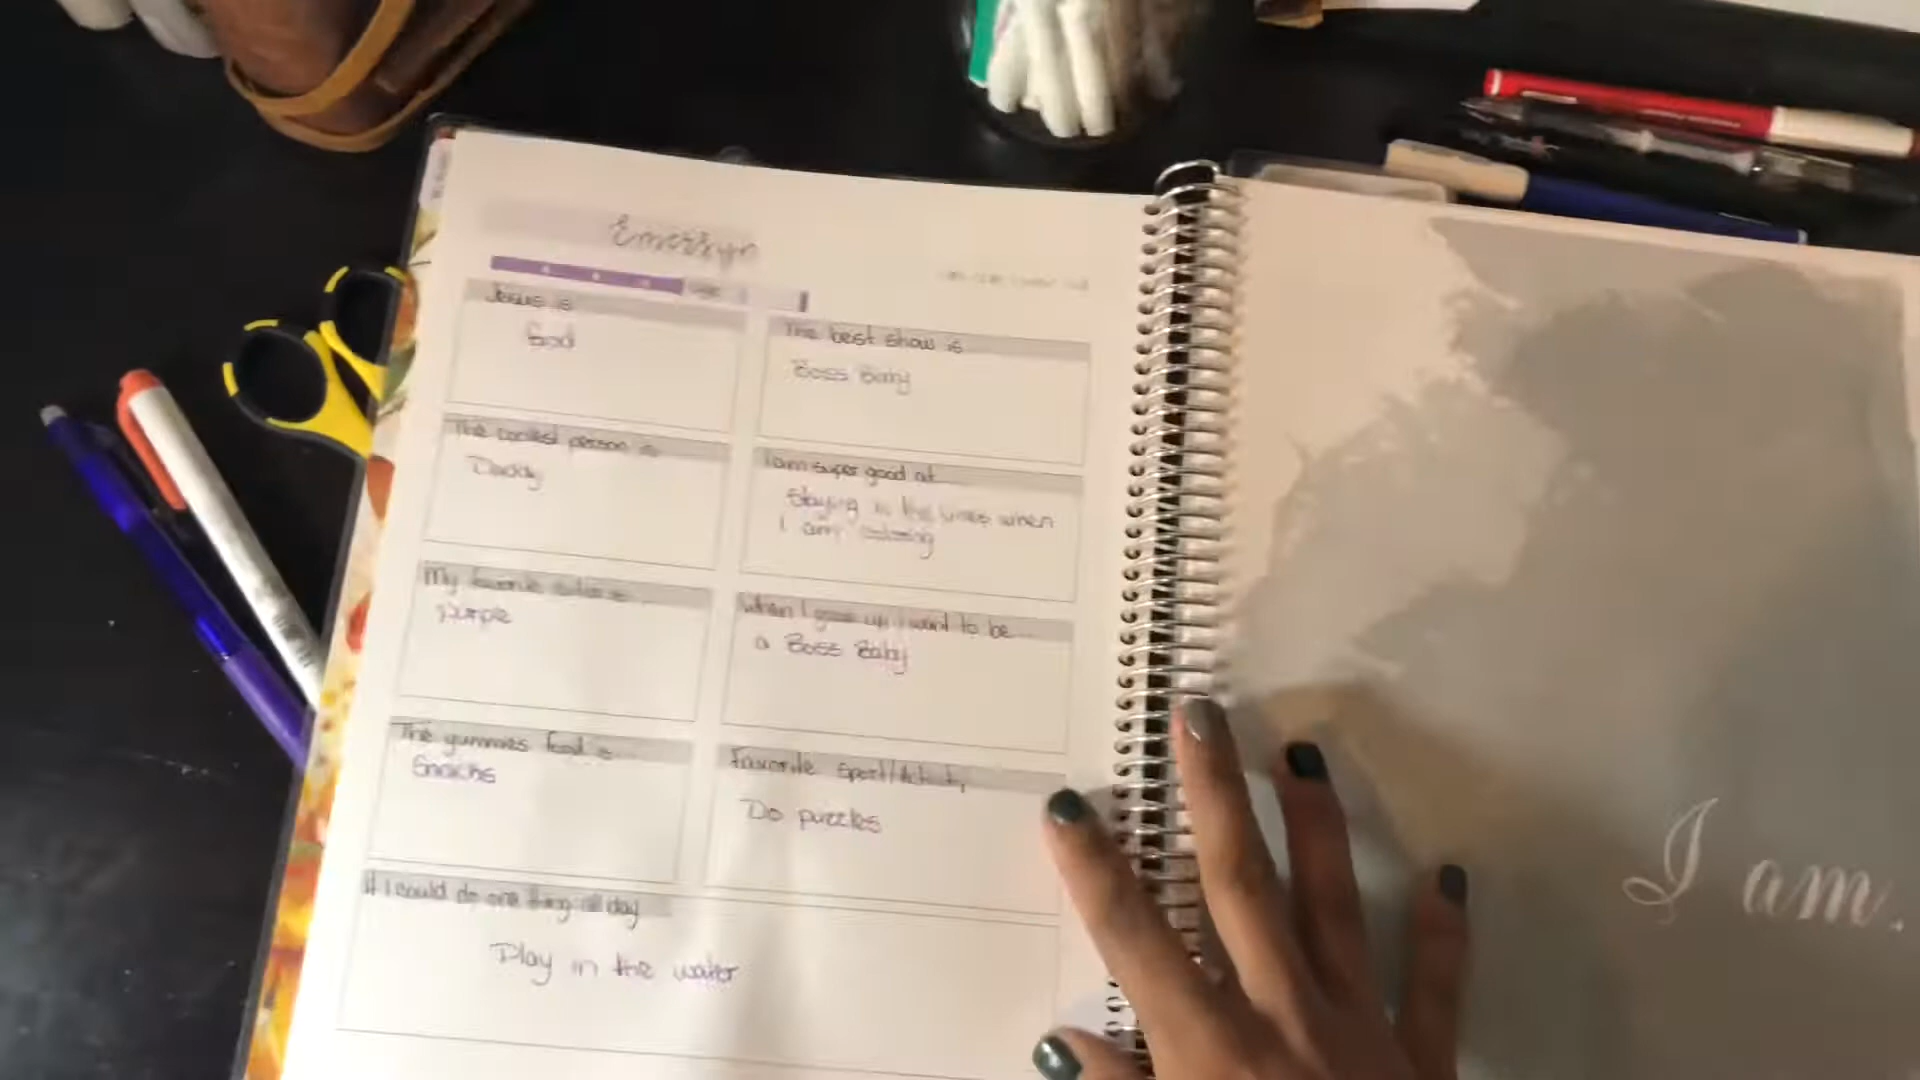 Emersyn
Jesus is
God
The best show is
Boss Baby
The coolest person is
Daddy
I am super good at
Staying in the lines when
I am coloring
My favorite color is
Purple
When I grow up I want to be
a Boss Baby
The yummies food is
Snacks
Favorite sport/Activity
Do puzzles
If I could do one thing all day
Play in the water
I am.